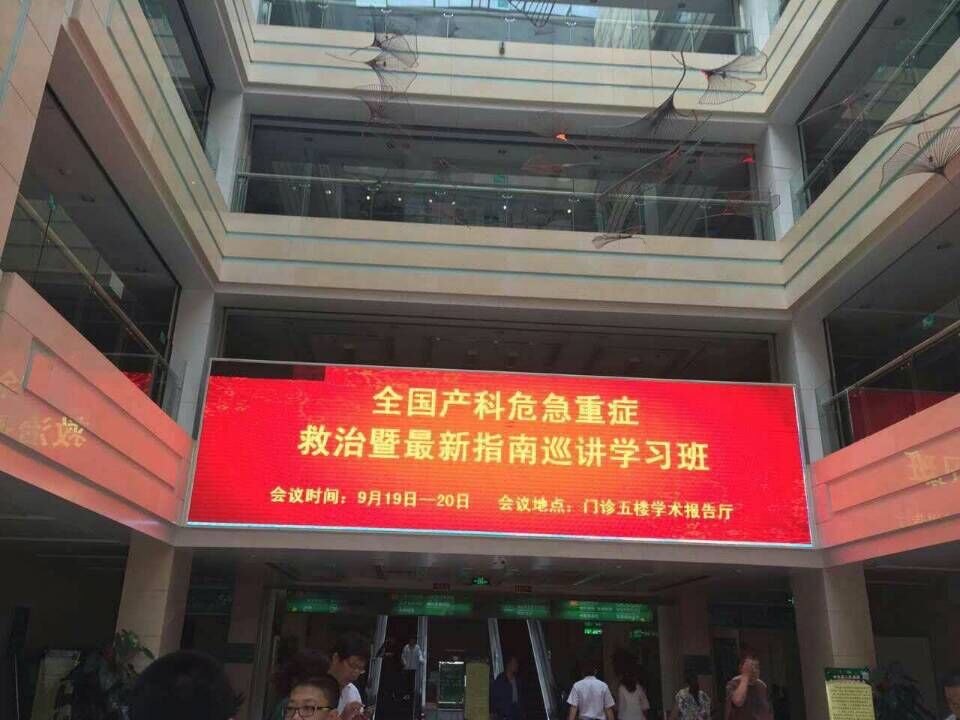 全国产科危急重症
救治暨最新指南巡讲学习班
会议时间：9月19日—20日 会议地点：门诊五楼学术报告厅